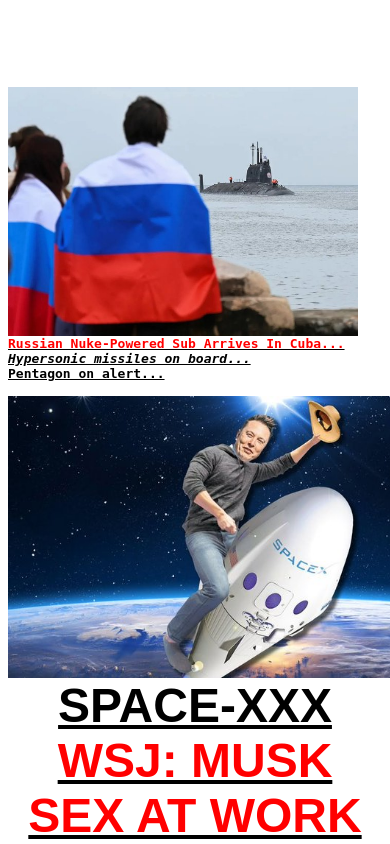 Russian Nuke-Powered Sub Arrives In Cuba...
Hypersonic missiles on board...
Pentagon on alert...
SPACEX
SPACE-XXX
WSJ: MUSK
SEX AT WORK